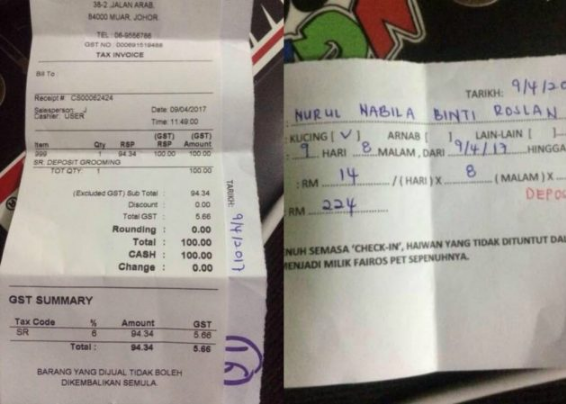 35-2 JALAN ARAB,
84000 MUAR, JOHOR.
TEL : 06-9556788
GST NO : 000891518488
TAX INVOICE
Bill To :
Receipt # CS00062424
Salesperson :
Cashier: USER
Date: 09/04/2017
Time: 11:49:00
Item Qty RSP (GST) RSP (GST) Amount
999 1 94.34 100.00 100.00
SR: DEPOSIT GROOMING
TOT QTY 1 100.00
(Excluded GST) Sub Total : 94.34
Discount : 0.00
Total GST : 5.66
Rounding : 0.00
Total : 100.00
CASH : 100.00
Change : 0.00
GST SUMMARY
Tax Code % Amount GST
SR 6 94.34 5.66
Total : 94.34 5.66
BARANG YANG DIJUAL TIDAK BOLEH
DIKEMBALIKAN SEMULA
TARIKH: 9/4/2017
TARIKH: 9/4/20
: NURUL NABILA BINTI ROSLAN
: KUCING [ √ ] ARNAB [ ] LAIN-LAIN [
: 9 HARI 8 MALAM, DARI 9/4/17 HINGGA
: RM 14 / (HARI) X 8 (MALAM) X
DEPO
RM 224
NUH SEMASA 'CHECK-IN', HAIWAN YANG TIDAK DITUNTUT DAL
MENJADI MILIK FAIROS PET SEPENUHNYA.